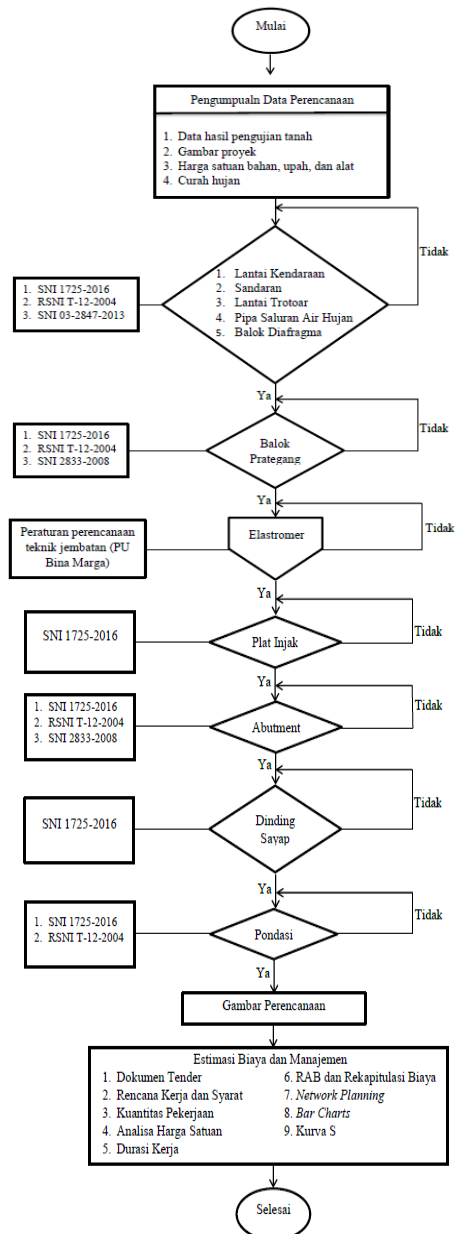 Mulai
Pengumpualn Data Perencanaan
1. Data hasil pengujian tanah
2. Gambar proyek
3. Harga satuan bahan, upah, dan alat
4. Curah hujan
Tidak
1. SNI 1725-2016
2. RSNI T-12-2004
3. SNI 03-2847-2013
1. Lantai Kendaraan
2. Sandaran
3. Lantai Trotoar
4. Pipa Saluran Air Hujan
5. Balok Diafragma
Ya
Tidak
1. SNI 1725-2016
2. RSNI T-12-2004
3. SNI 2833-2008
Balok
Prategang
Ya
Tidak
Peraturan perencanaan
teknik jembatan (PU
Bina Marga)
Elastromer
Ya
Tidak
SNI 1725-2016
Plat Injak
Ya
Tidak
1. SNI 1725-2016
2. RSNI T-12-2004
3. SNI 2833-2008
Abutment
Ya
Tidak
SNI 1725-2016
Dinding
Sayap
Ya
Tidak
1. SNI 1725-2016
2. RSNI T-12-2004
Pondasi
Ya
Gambar Perencanaan
Estimasi Biaya dan Manajemen
1. Dokumen Tender
2. Rencana Kerja dan Syarat
3. Kuantitas Pekerjaan
4. Analisa Harga Satuan
5. Durasi Kerja
6. RAB dan Rekapitulasi Biaya
7. Network Planning
8. Bar Charts
9. Kurva S
Selesai